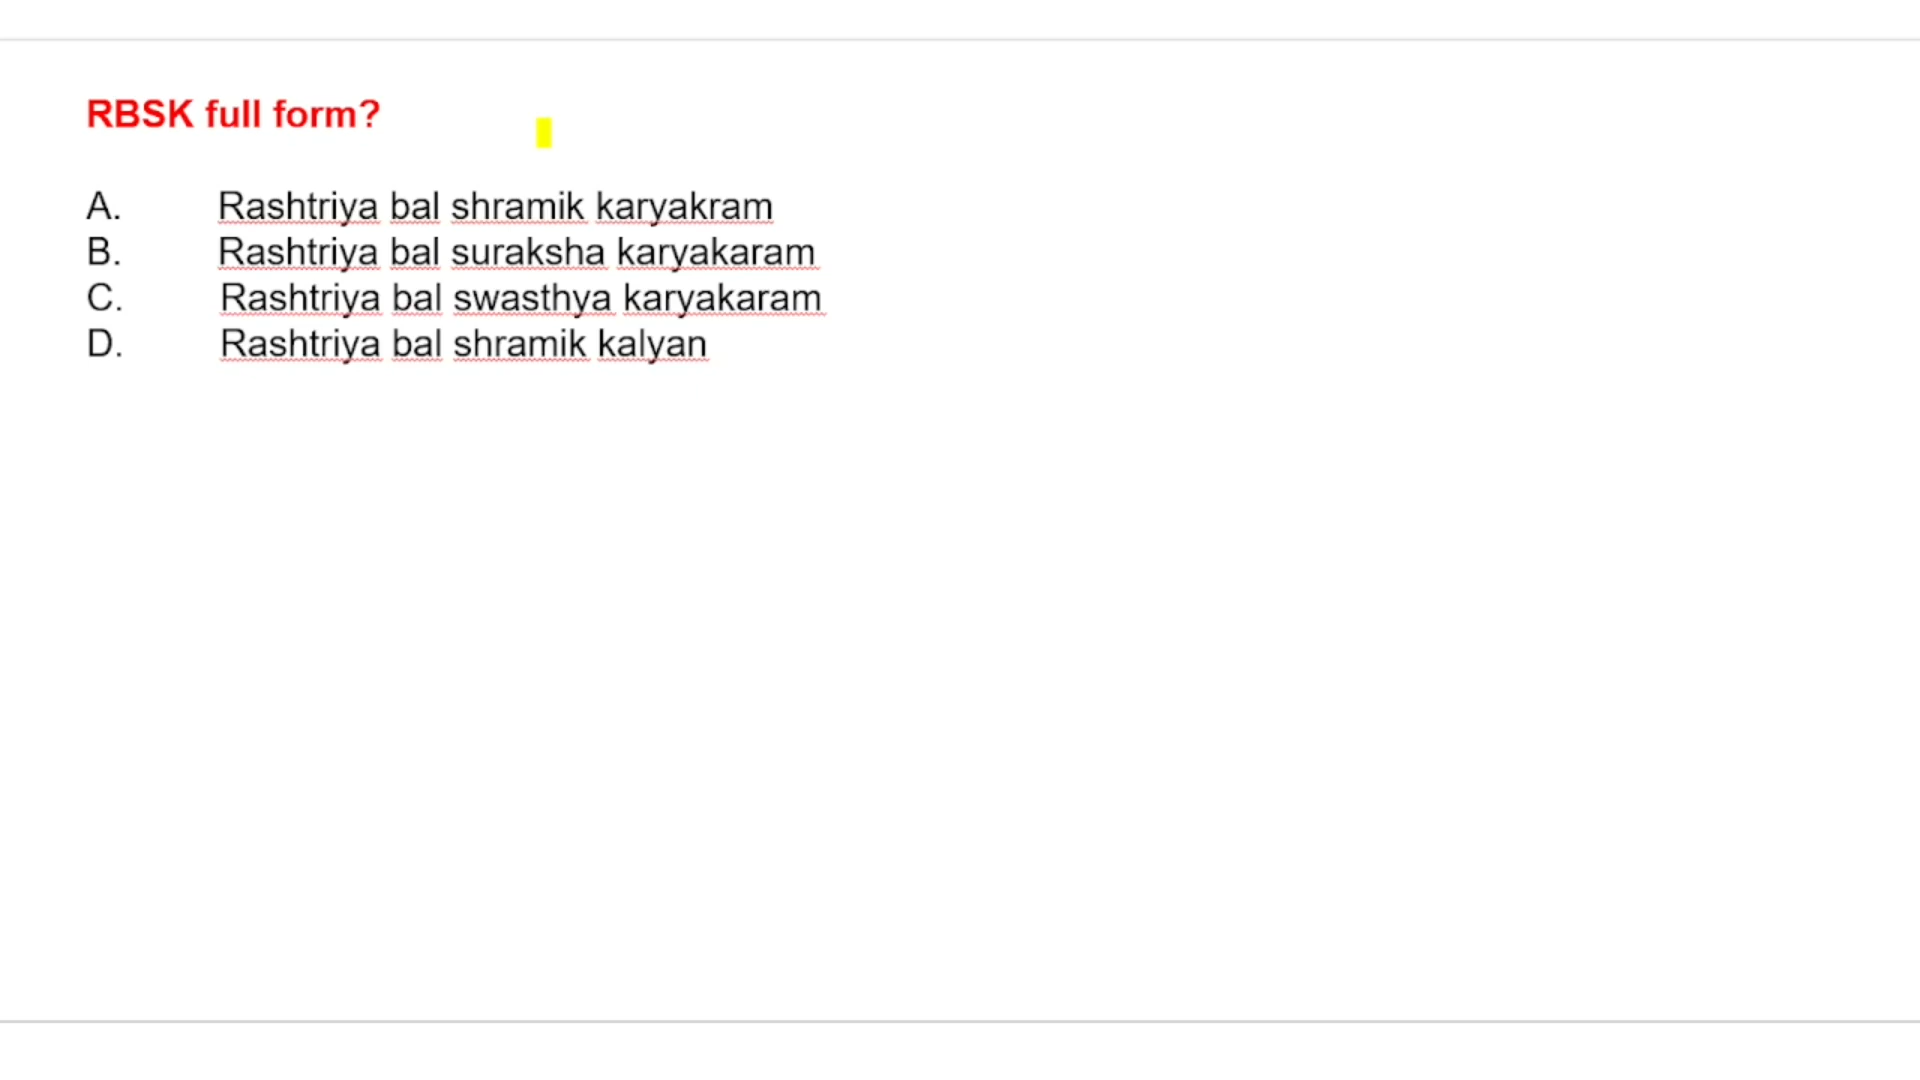 RBSK full form?
A. Rashtriya bal shramik karyakram
B. Rashtriya bal suraksha karyakaram
C. Rashtriya bal swasthya karyakaram
D. Rashtriya bal shramik kalyan